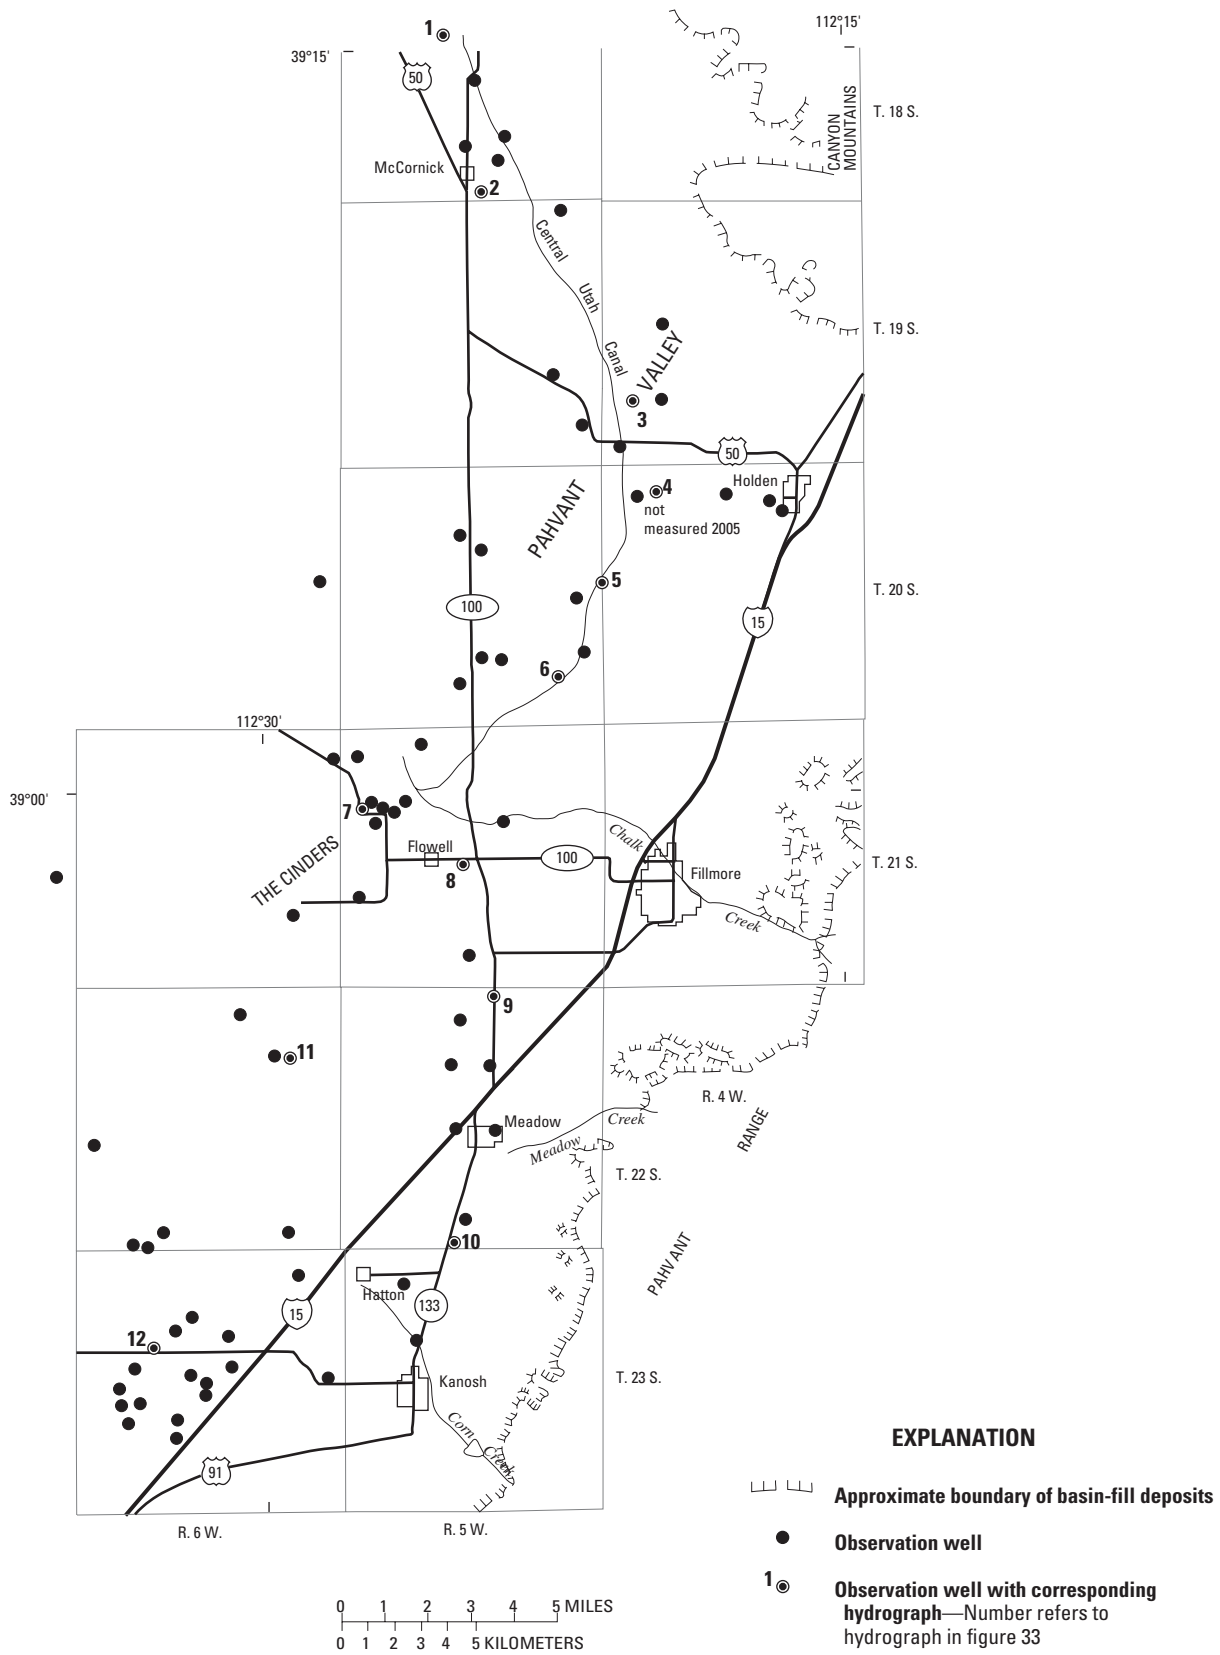 1
112°15'
39°15'
50
CANYON
MOUNTAINS
T. 18 S.
McCornick
2
Central
Utah
Canal
T. 19 S.
VALLEY
3
50
Holden
4
not
measured 2005
PAHVANT
5
T. 20 S.
100
15
6
112°30'
39°00'
7
Chalk
Flowell
100
8
THE CINDERS
Fillmore
T. 21 S.
Creek
9
11
R. 4 W.
Creek
Meadow
Meadow
RANGE
T. 22 S.
10
PAHVANT
Hatton
133
15
12
Kanosh
T. 23 S.
Corn
Creek
91
R. 6 W.
R. 5 W.
EXPLANATION
Approximate boundary of basin-fill deposits
Observation well
1
Observation well with corresponding
hydrograph—Number refers to
hydrograph in figure 33
0 1 2 3 4 5 MILES
0 1 2 3 4 5 KILOMETERS